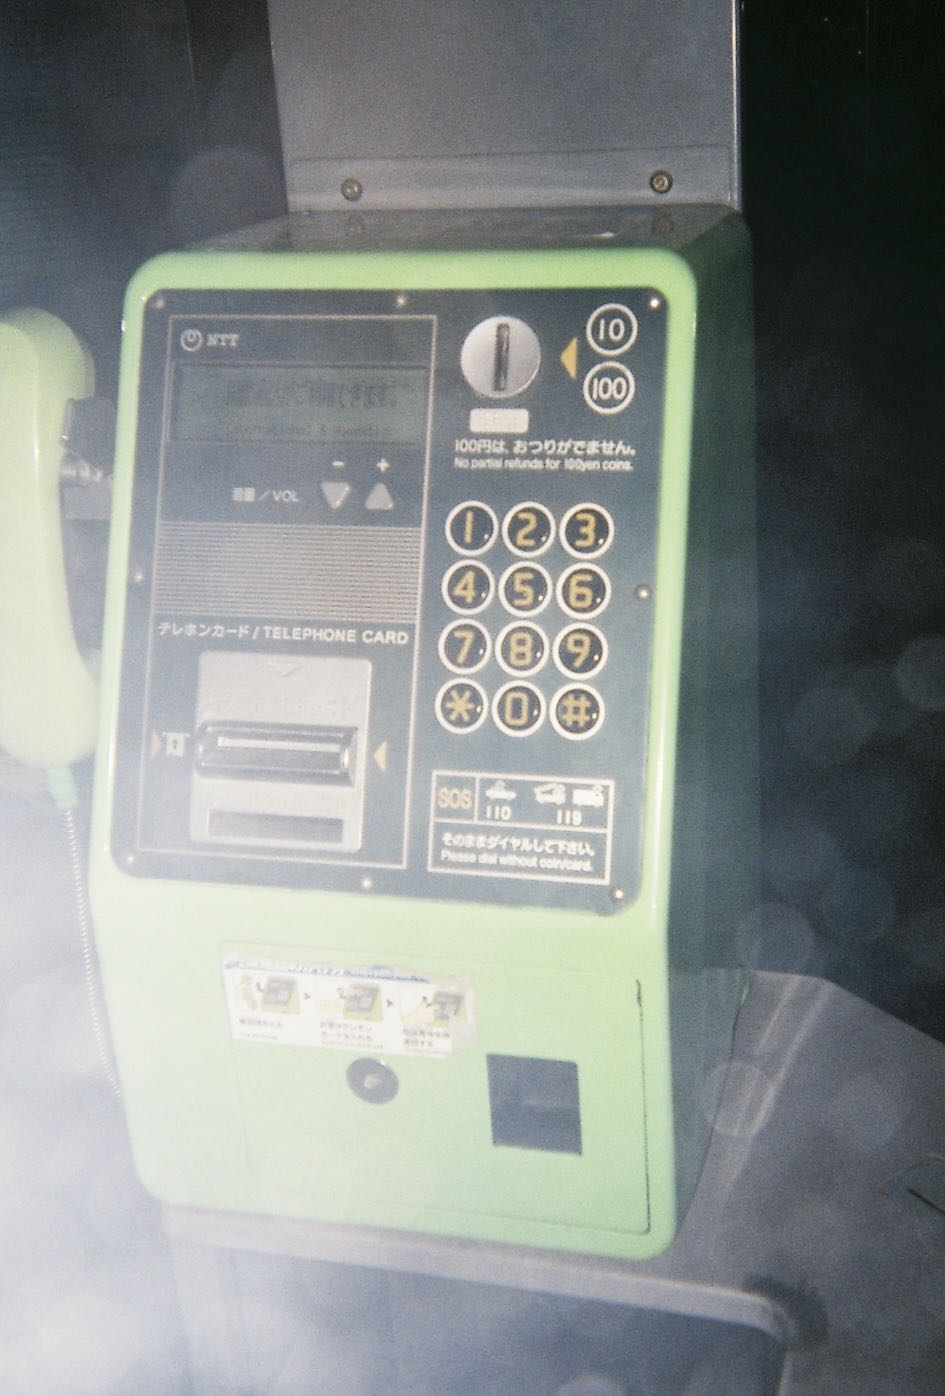 NTT
10
100
100円は、おつりがでません。
No partial refunds for 100yen coins.
- +
音量／VOL
1 2 3
4 5 6
7 8 9
* 0 #
テレホンカード / TELEPHONE CARD
SOS 110 119
そのままダイヤルして下さい。
Please dial without coin/card.